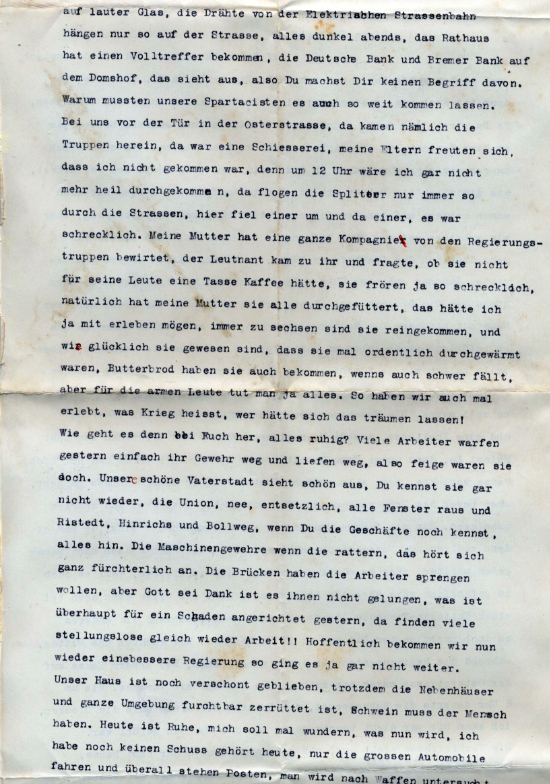 auf lauter Glas, die Drähte von der Elektrischen Strassenbahn
hängen nur so auf der Strasse, alles dunkel abends, das Rathaus
hat einen Volltreffer bekommen, die Deutsche Bank und Bremer Bank auf
dem Domshof, das sieht aus, also Du machst Dir keinen Begriff davon.
Warum mussten unsere Spartacisten es auch so weit kommen lassen.
Bei uns vor der Tür in der Osterstrasse, da kamen nämlich die
Truppen herein, da war eine Schiesserei, meine Eltern freuten sich,
dass ich nicht gekommen war, denn um 12 Uhr wäre ich gar nicht
mehr heil durchgekommen, da flogen die Splitter nur immer so
durch die Strassen, hier fiel einer um und da einer, es war
schrecklich. Meine Mutter hat eine ganze Kompagnie von den Regierungs-
truppen bewirtet, der Leutnant kam zu ihr und fragte, ob sie nicht
für seine Leute eine Tasse Kaffee hätte, sie frören ja so schrecklich,
natürlich hat meine Mutter sie alle durchgefüttert, das hätte ich
ja mit erleben mögen, immer zu sechsen sind sie reingekommen, und
wie glücklich sie gewesen sind, dass sie mal ordentlich durchgewärmt
waren, Butterbrod haben sie auch bekommen, wenns auch schwer fällt,
aber für die armen Leute tut man ja alles. So haben wir auch mal
erlebt, was Krieg heisst, wer hätte sich das träumen lassen!
Wie geht es denn bei Euch her, alles ruhig? Viele Arbeiter warfen
gestern einfach ihr Gewehr weg und liefen weg, also feige waren sie
doch. Unsere schöne Vaterstadt sieht schön aus, Du kennst sie gar
nicht wieder, die Union, nee, entsetzlich, alle Fenster raus und
Ristedt, Hinrichs und Bollweg, wenn Du die Geschäfte noch kennst,
alles hin. Die Maschinengewehre wenn die rattern, das hört sich
ganz fürchterlich an. Die Brücken haben die Arbeiter sprengen
wollen, aber Gott sei Dank ist es ihnen nicht gelungen, was ist
überhaupt für ein Schaden angerichtet gestern, da finden viele
stellungslose gleich wieder Arbeit!! Hoffentlich bekommen wir nun
wieder einebessere Regierung so ging es ja gar nicht weiter.
Unser Haus ist noch verschont geblieben, trotzdem die Nebenhäuser
und ganze Umgebung furchtbar zerrüttet ist, Schwein muss der Mensch
haben. Heute ist Ruhe, mich soll mal wundern, was nun wird, ich
habe noch keinen Schuss gehört heute, nur die grossen Automobile
fahren und überall stehen Posten, man wird nach Waffen untersucht